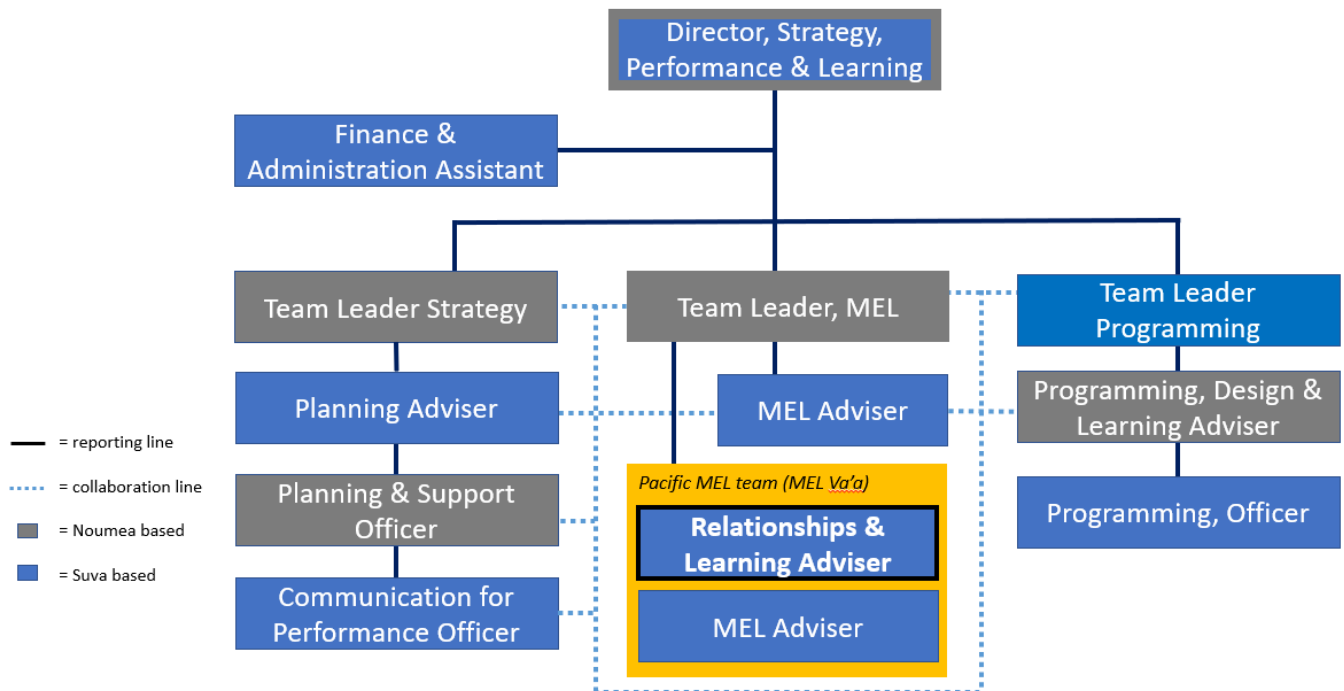 Director, Strategy,
Performance & Learning
Finance &
Administration Assistant
Team Leader Strategy
Team Leader, MEL
Team Leader
Programming
Planning Adviser
MEL Adviser
Programming, Design &
Learning Adviser
= reporting line
= collaboration line
= Noumea based
= Suva based
Planning & Support
Officer
Pacific MEL team (MEL Va'a)
Relationships &
Learning Adviser
Programming, Officer
Communication for
Performance Officer
MEL Adviser